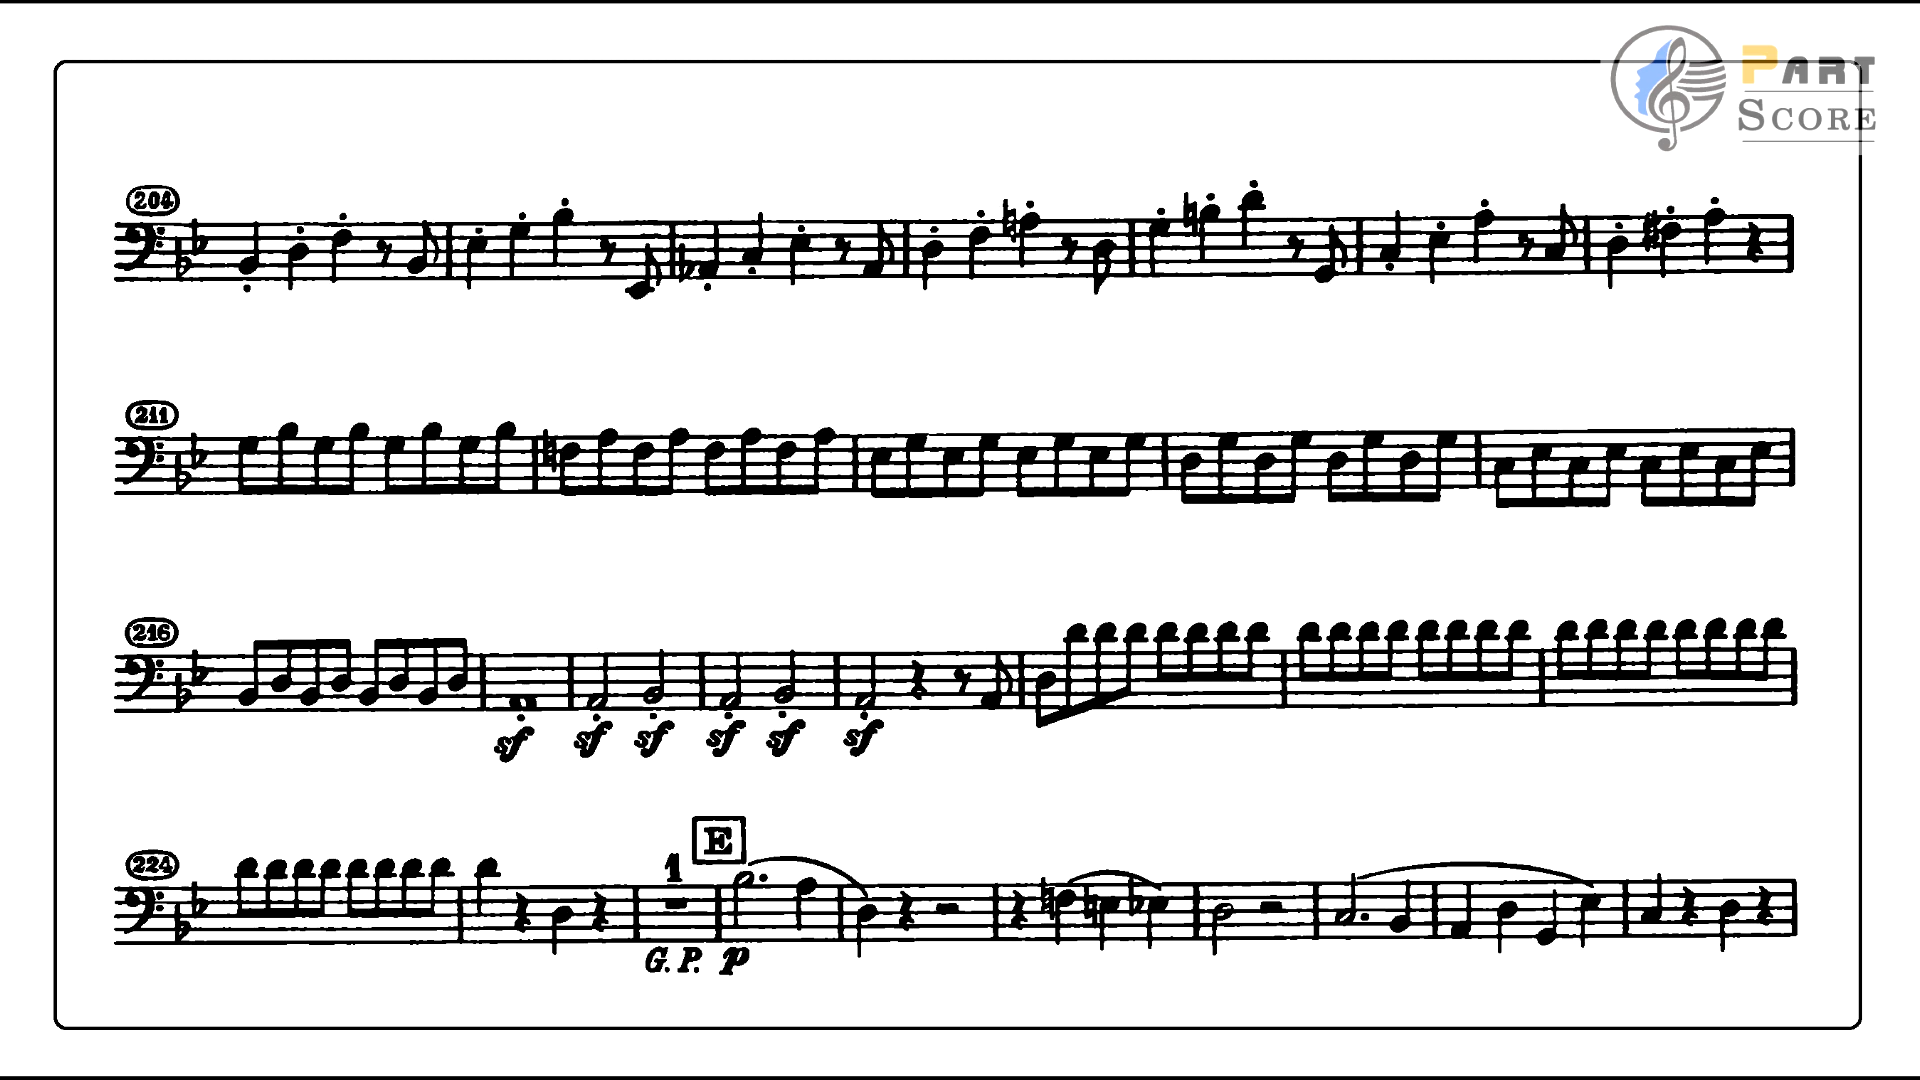 PART
SCORE
204
211
216
sf sf sf sf sf sf
224
E
1
G. P. p